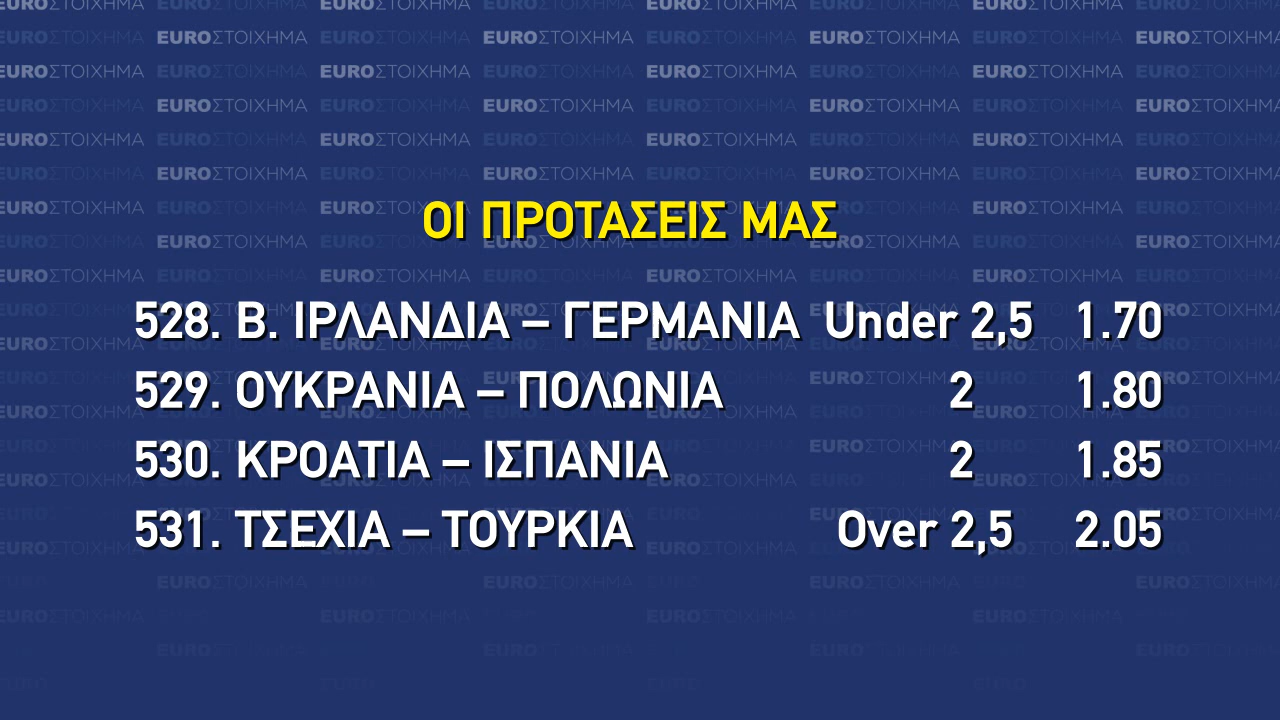 ΟΙ ΠΡΟΤΑΣΕΙΣ ΜΑΣ
528. Β. ΙΡΛΑΝΔΙΑ – ΓΕΡΜΑΝΙΑ Under 2,5 1.70
529. ΟΥΚΡΑΝΙΑ – ΠΟΛΩΝΙΑ 2 1.80
530. ΚΡΟΑΤΙΑ – ΙΣΠΑΝΙΑ 2 1.85
531. ΤΣΕΧΙΑ – ΤΟΥΡΚΙΑ Over 2,5 2.05
EUROΣΤΟΙΧΗΜΑ